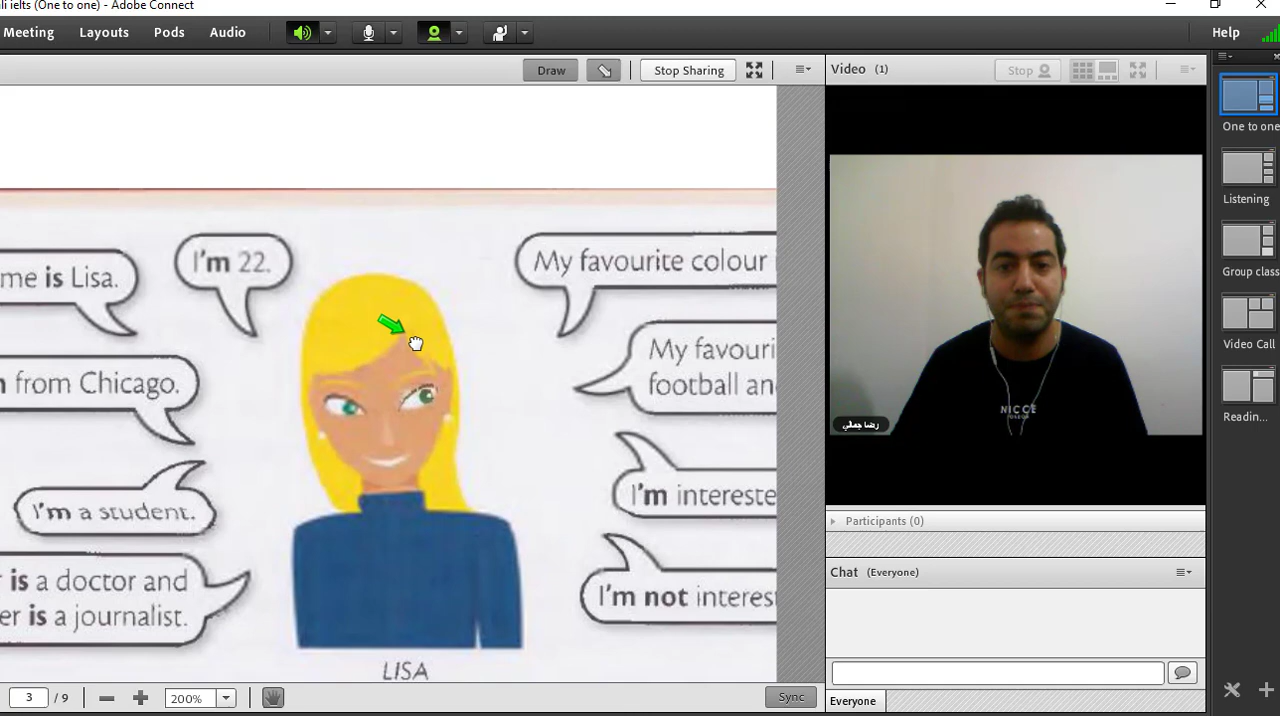 li ielts (One to one) - Adobe Connect
Meeting Layouts Pods Audio Help
Draw Stop Sharing
Video (1) Stop
One to one
Listening
Group class
Video Call
Readin...
me is Lisa.
I'm 22.
My favourite colour
from Chicago.
My favouri
football an
I'm a student.
I'm intereste
is a doctor and
er is a journalist.
I'm not interes
LISA
NICCE
رضا جمالي
Participants (0)
Chat (Everyone)
Everyone
3 / 9 200% Sync